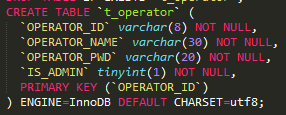 CREATE TABLE `t_operator` (
`OPERATOR_ID` varchar(8) NOT NULL,
`OPERATOR_NAME` varchar(30) NOT NULL,
`OPERATOR_PWD` varchar(20) NOT NULL,
`IS_ADMIN` tinyint(1) NOT NULL,
PRIMARY KEY (`OPERATOR_ID`)
) ENGINE=InnoDB DEFAULT CHARSET=utf8;